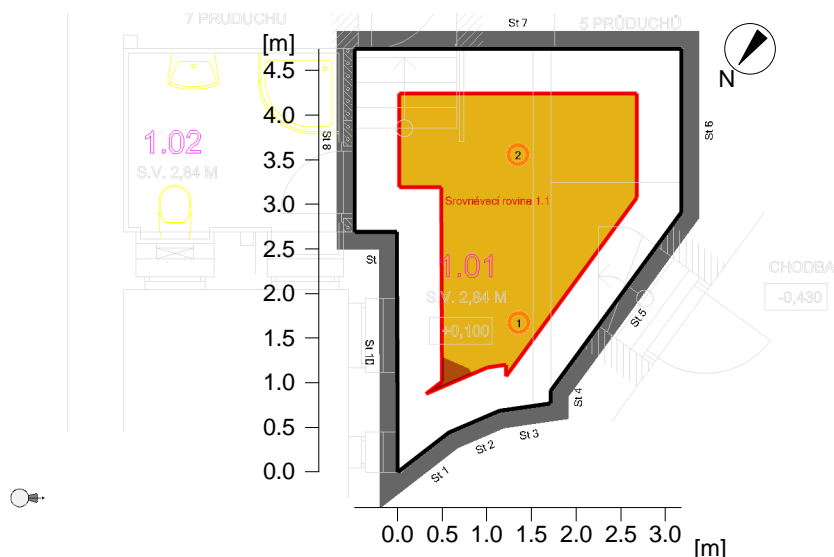 7 PRŮDUCHŮ
St 7
5 PRŮDUCHŮ
[m]
4.5
4.0
3.5
3.0
2.5
2.0
1.5
1.0
0.5
0.0
N
1.02
S.V. 2,84 M
St 8
St 6
2
Srovnávací rovina 1.1
St
1.01
S.V. 2,84 M
+0,100
1
CHODBA
-0,430
St 10
St 5
St 4
St 3
St 2
St 1
0.0 0.5 1.0 1.5 2.0 2.5 3.0
[m]